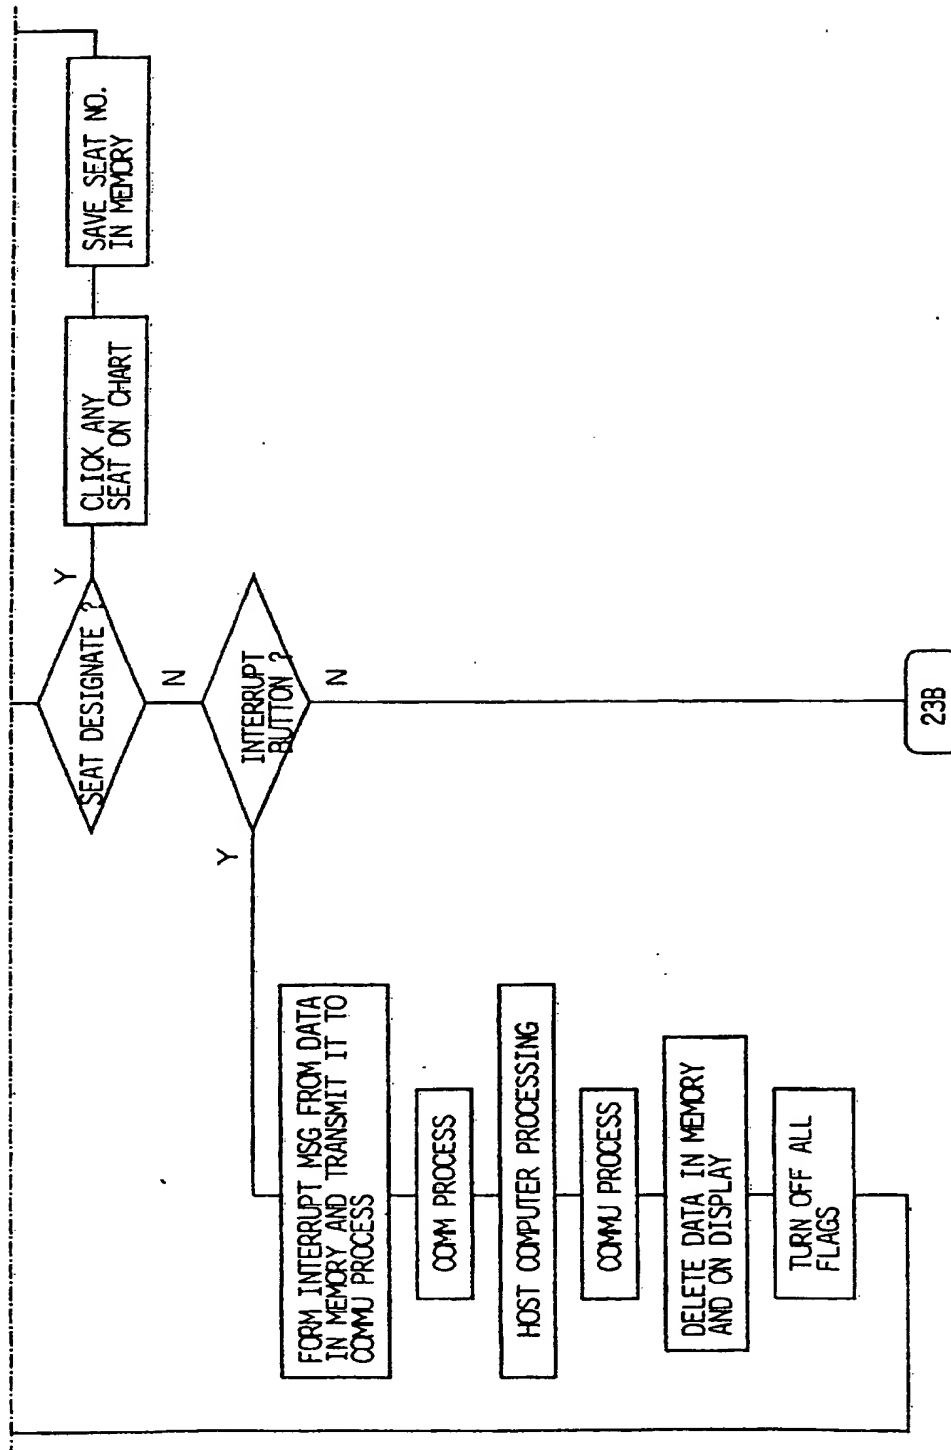 SEAT DESIGNATE ?
Y
CLICK ANY
SEAT ON CHART
SAVE SEAT NO.
IN MEMORY
N
INTERRUPT
BUTTON ?
Y
N
FORM INTERRUPT MSG FROM DATA
IN MEMORY AND TRANSMIT IT TO
COMMU PROCESS
COMM PROCESS
HOST COMPUTER PROCESSING
COMMU PROCESS
DELETE DATA IN MEMORY
AND ON DISPLAY
TURN OFF ALL
FLAGS
23B